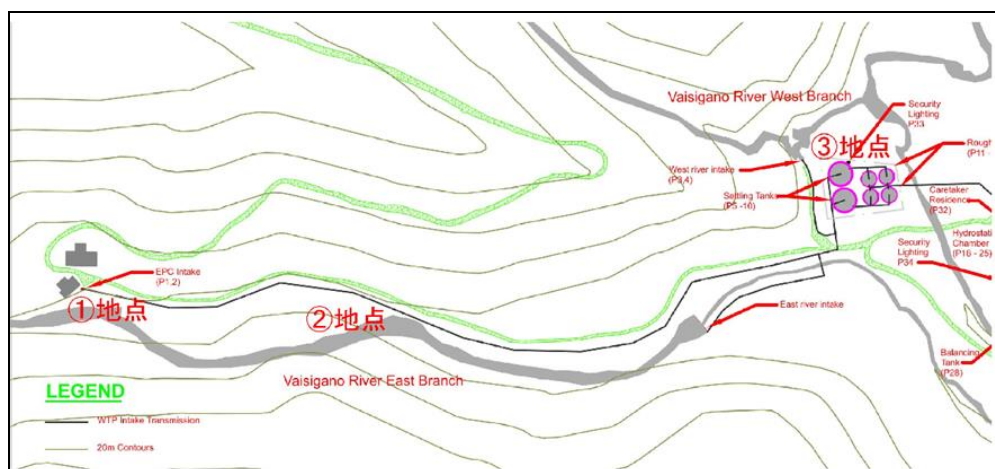 Vaisigano River West Branch
Security
Lighting
P33
③地点
West river intake
(P3,4)
Settling Tank
(P5 -10)
Rough
(P11 -
Caretaker
Residence
(P32)
Hydrostati
Chamber
(P16 - 25)
Security
Lighting
P34
EPC Intake
(P1.2)
①地点
②地点
East river intake
Balancing
Tank
(P28)
Vaisigano River East Branch
LEGEND
WTP Intake Transmission
20m Contours